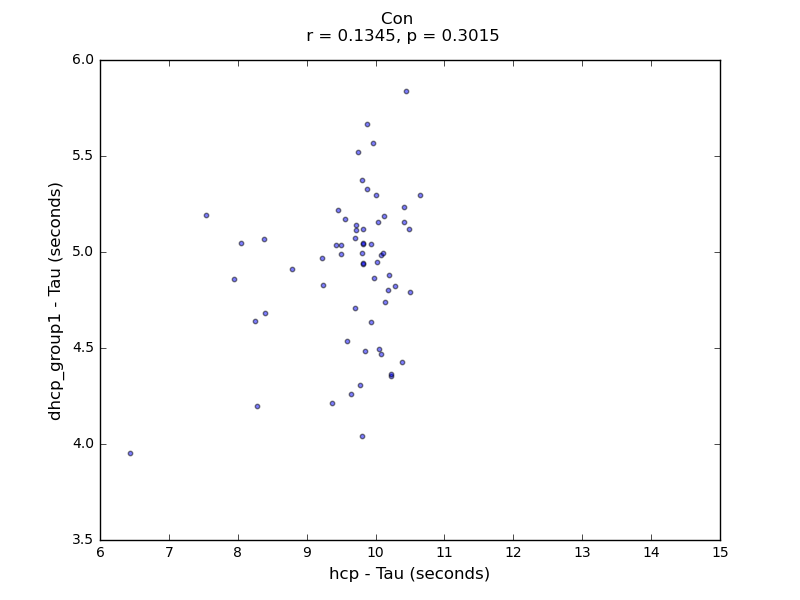 Con
r = 0.1345, p = 0.3015
6.0
5.5
5.0
4.5
4.0
3.5
dhcp_group1 - Tau (seconds)
6 7 8 9 10 11 12 13 14 15
hcp - Tau (seconds)